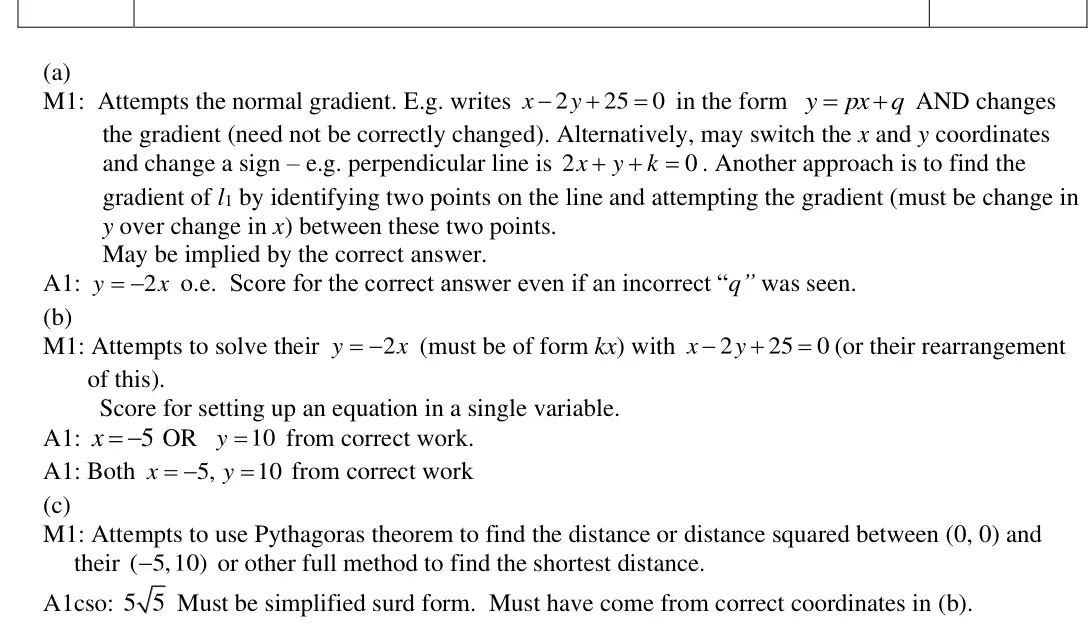 (a)
M1: Attempts the normal gradient. E.g. writes x − 2y + 25 = 0 in the form y = px + q AND changes
the gradient (need not be correctly changed). Alternatively, may switch the x and y coordinates
and change a sign – e.g. perpendicular line is 2x + y + k = 0. Another approach is to find the
gradient of l₁ by identifying two points on the line and attempting the gradient (must be change in
y over change in x) between these two points.
May be implied by the correct answer.
A1: y = −2x o.e. Score for the correct answer even if an incorrect “q” was seen.
(b)
M1: Attempts to solve their y = −2x (must be of form kx) with x − 2y + 25 = 0 (or their rearrangement
of this).
Score for setting up an equation in a single variable.
A1: x = −5 OR y = 10 from correct work.
A1: Both x = −5, y = 10 from correct work
(c)
M1: Attempts to use Pythagoras theorem to find the distance or distance squared between (0, 0) and
their (−5, 10) or other full method to find the shortest distance.
A1cso: 5√5 Must be simplified surd form. Must have come from correct coordinates in (b).